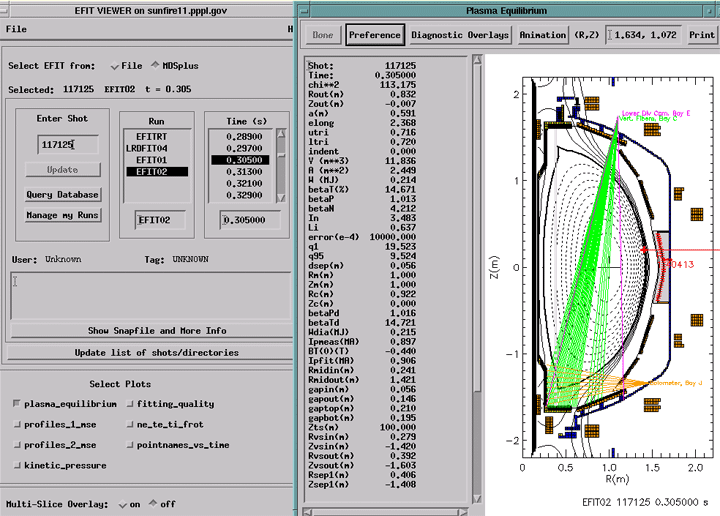 EFIT VIEWER on sunfire11.pppl.gov
File
H
Select EFIT from: File MDSplus
Selected: 117125 EFIT02 t = 0.305
Enter Shot
117125
Update
Query Database
Manage my Runs
Run
EFITRT
LRDFIT04
EFIT01
EFIT02
EFIT02
Time (s)
0.28900
0.29700
0.30500
0.31300
0.32100
0.32900
0.305000
User: Unknown Tag: UNKNOWN
Show Snapfile and More Info
Update list of shots/directories
Select Plots
plasma_equilibrium fitting_quality
profiles_1_mse ne_te_ti_frot
profiles_2_mse pointnames_vs_time
kinetic_pressure
Multi-Slice Overlay: on off
Plasma Equilibrium
Done Preference Diagnostic Overlays Animation (R,Z) 1.634, 1.072 Print
Shot: 117125
Time: 0.305000
chi**2 113.175
Rout(m) 0.832
Zout(m) -0.007
a(m) 0.591
elong 2.368
utri 0.716
ltri 0.720
indent 0.000
V (m**3) 11.836
A (m**2) 2.449
W (MJ) 0.214
betaT(%) 14.671
betaP 1.013
betaN 4.212
In 3.483
Li 0.637
error(e-4) 10000.000
q1 19.523
q95 9.524
dsep(m) 0.056
Rm(m) 1.000
Zm(m) 1.000
Rc(m) 0.922
Zc(m) 0.000
betaPd 1.016
betaTd 14.721
Wdia(MJ) 0.215
Ipmeas(MA) 0.897
BT(0)(T) -0.440
Ipfit(MA) 0.906
Rmidin(m) 0.241
Rmidout(m) 1.421
gapin(m) 0.056
gapout(m) 0.146
gaptop(m) 0.210
gapbot(m) 0.195
Zts(m) 100.000
Rvsin(m) 0.279
Zvsin(m) -1.420
Rvsout(m) 0.392
Zvsout(m) -1.603
Rsep1(m) 0.406
Zsep1(m) -1.408
Lower Div Cam, Bay E
2
1
0
-1
-2
Z(m)
Bolometer, Bay J
0.0 0.5 1.0 1.5 2.0
R(m)
EFIT02 117125 0.305000 s